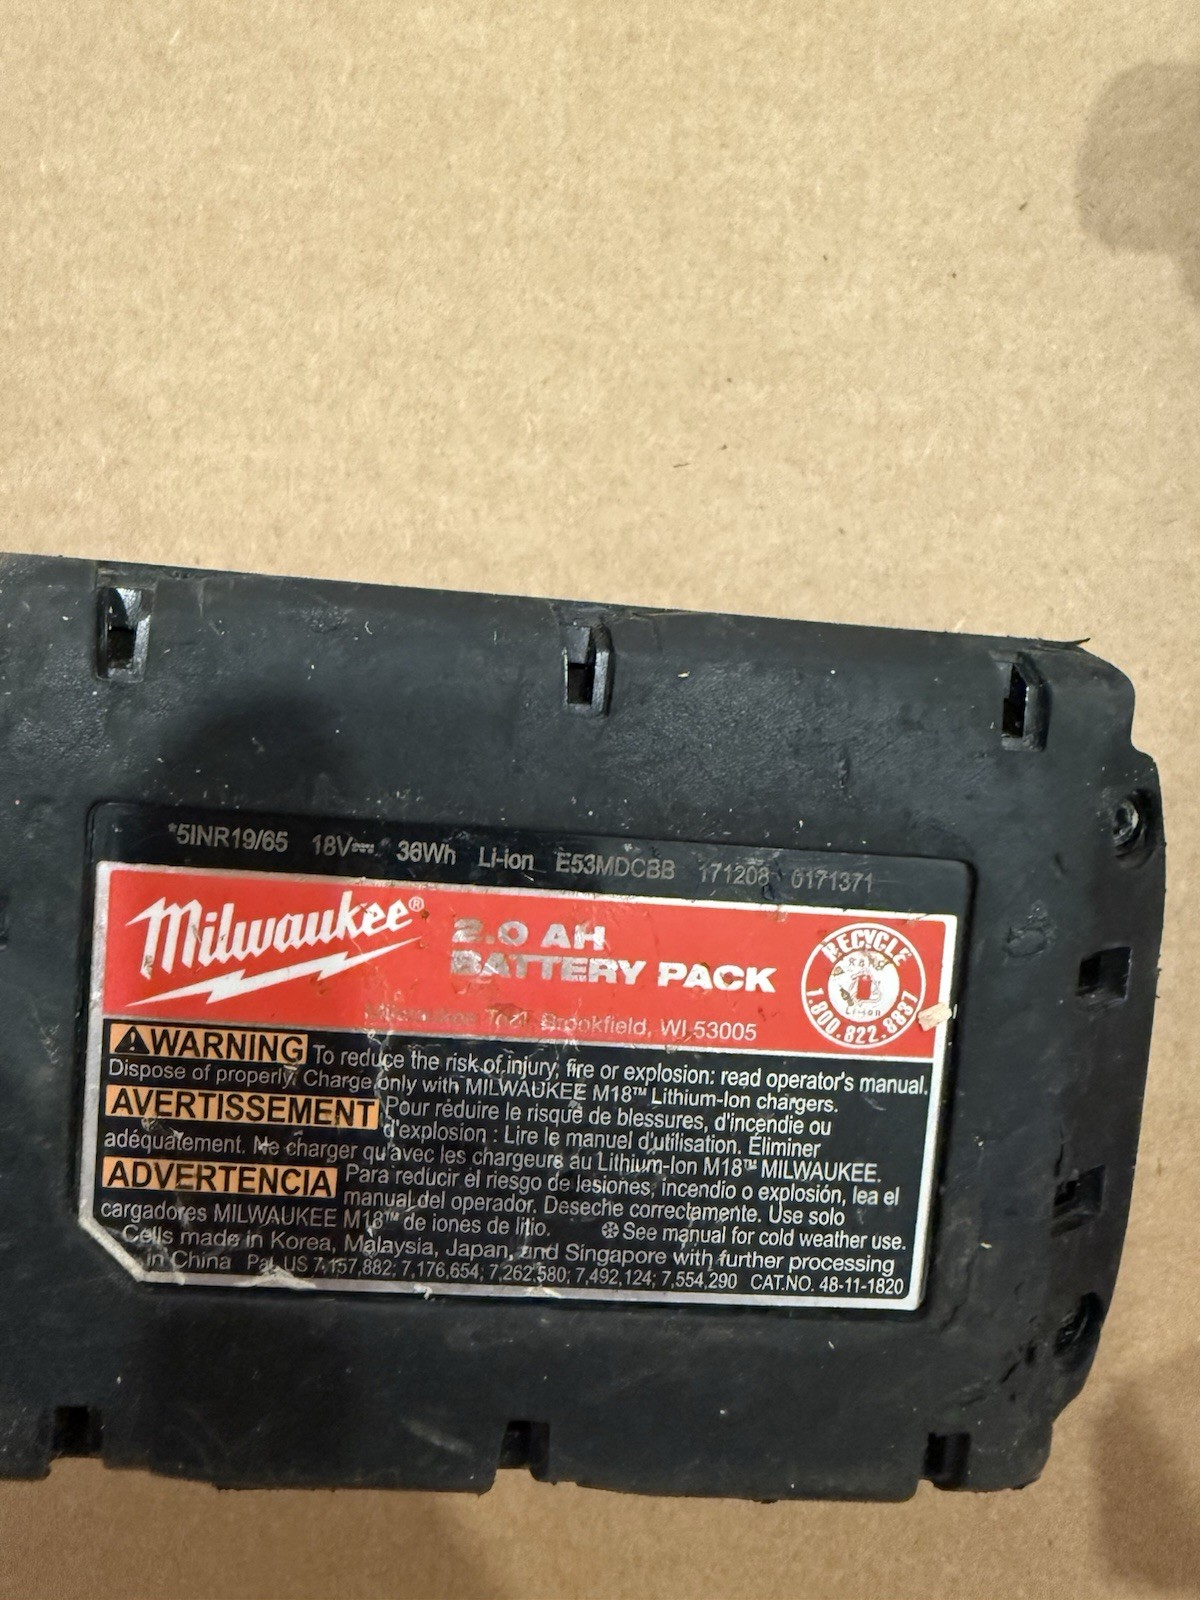 *5INR19/65 18V⎓ 36Wh Li-Ion E53MDCBB 171208 0171371
Milwaukee®
2.0 AH
BATTERY PACK
Milwaukee Tool, Brookfield, WI 53005
RECYCLE
RBRC
Li-ion
1.800.822.8837
⚠WARNING To reduce the risk of injury, fire or explosion: read operator's manual.
Dispose of properly. Charge only with MILWAUKEE M18™ Lithium-Ion chargers.
AVERTISSEMENT Pour réduire le risque de blessures, d'incendie ou
d'explosion : Lire le manuel d'utilisation. Éliminer
adéquatement. Ne charger qu'avec les chargeurs au Lithium-Ion M18™ MILWAUKEE.
ADVERTENCIA Para reducir el riesgo de lesiones, incendio o explosión, lea el
manual del operador. Deseche correctamente. Use solo
cargadores MILWAUKEE M18™ de iones de litio. ❄ See manual for cold weather use.
Cells made in Korea, Malaysia, Japan, and Singapore with further processing
in China Pat. US 7,157,882; 7,176,654; 7,262,580; 7,492,124; 7,554,290 CAT.NO. 48-11-1820